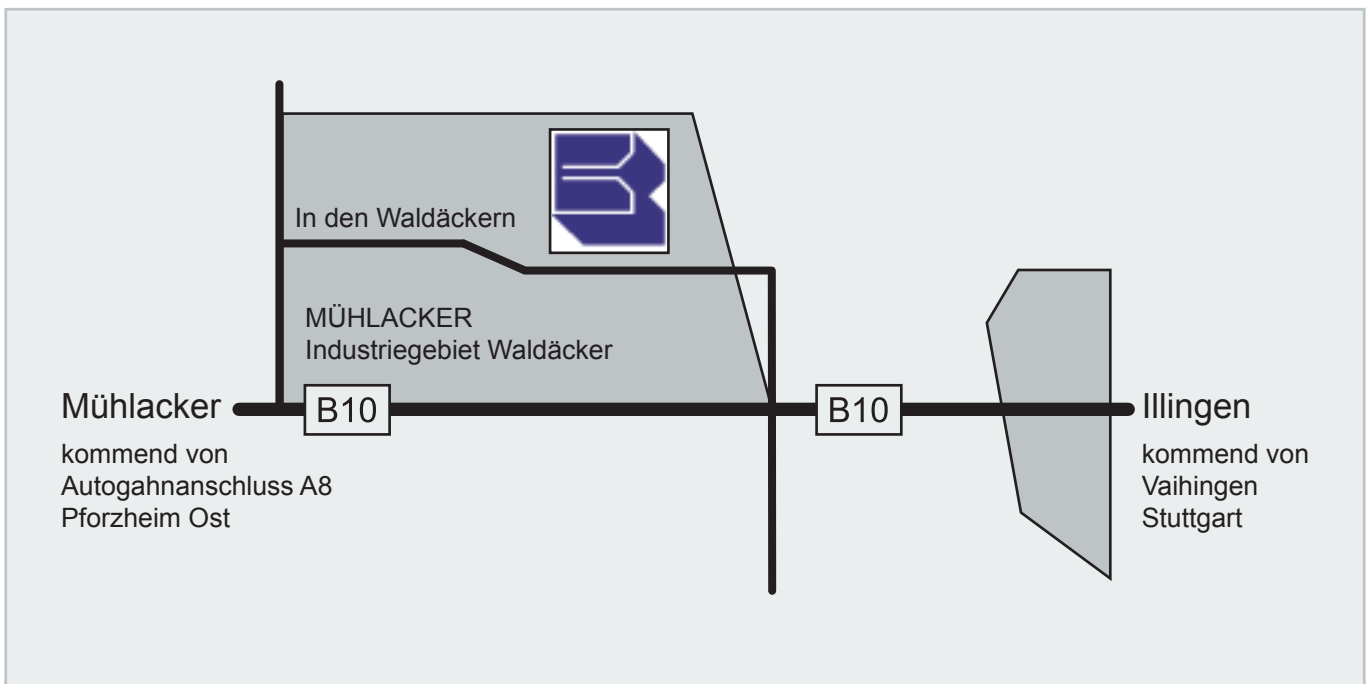 In den Waldäckern
MÜHLACKER
Industriegebiet Waldäcker
Mühlacker
B10
B10
Illingen
kommend von
Autogahnanschluss A8
Pforzheim Ost
kommend von
Vaihingen
Stuttgart